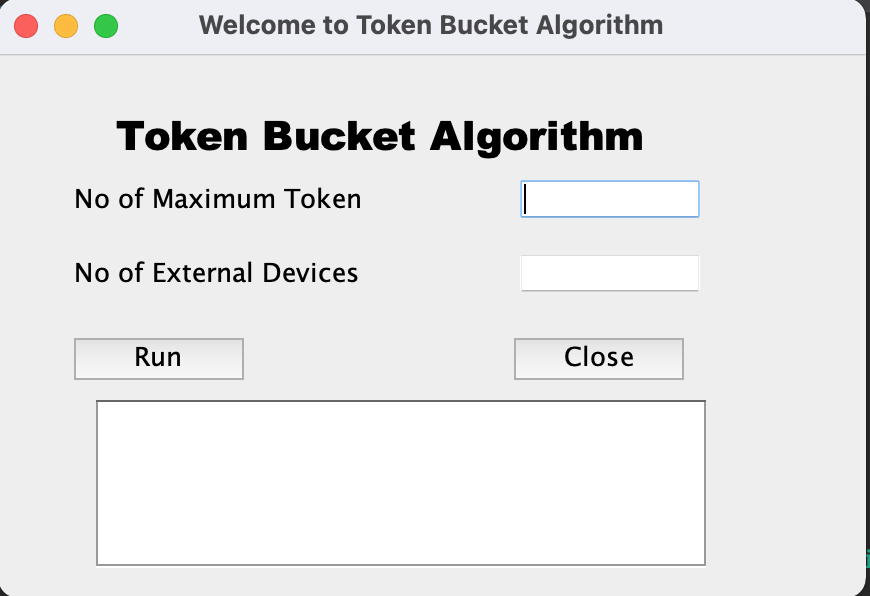 Welcome to Token Bucket Algorithm
Token Bucket Algorithm
No of Maximum Token
No of External Devices
Run
Close